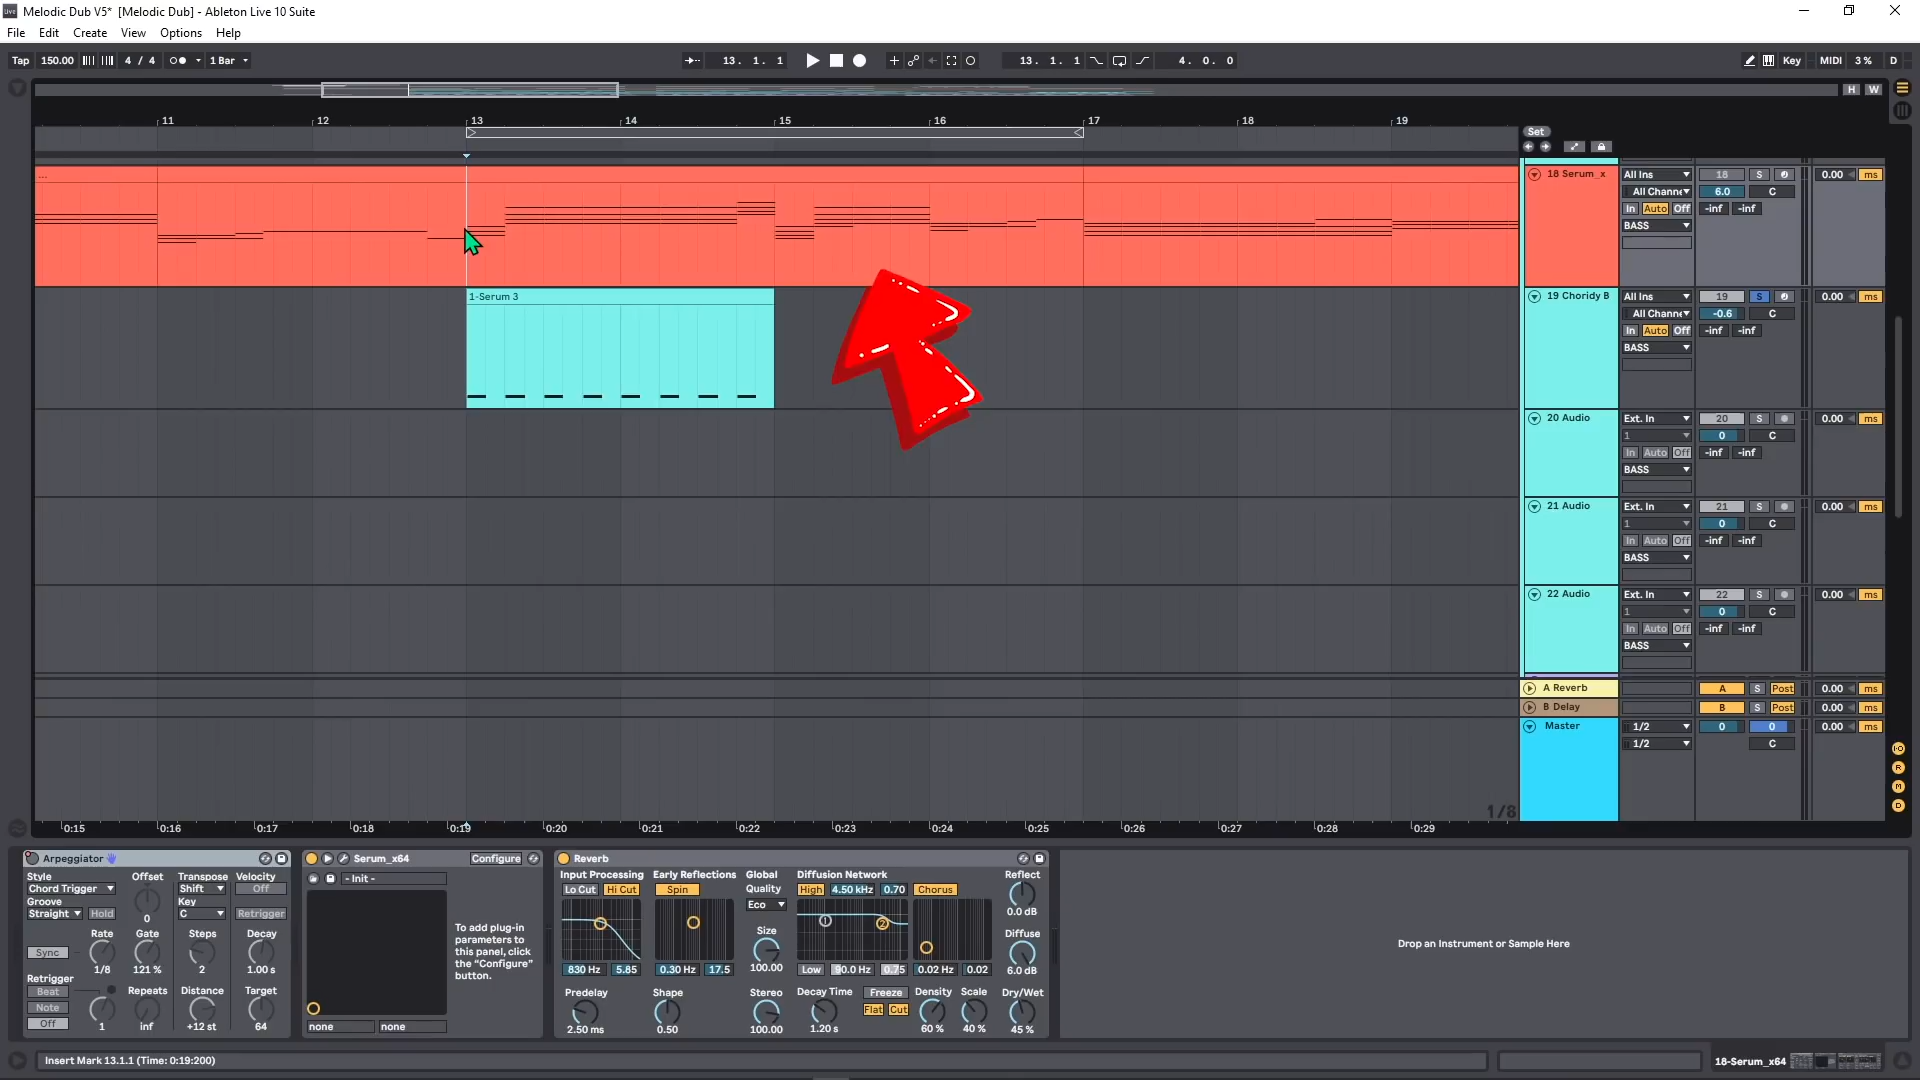 Melodic Dub V5* [Melodic Dub] - Ableton Live 10 Suite
File Edit Create View Options Help
Tap 150.00 4 / 4 1 Bar 13. 1. 1 13. 1. 1 4. 0. 0 Key MIDI 3 % D
H W
11 12 13 14 15 16 17 18 19
Set
...
18 Serum_x All Ins 18 S 0.00 ms
All Channe 6.0 C
In Auto Off -inf -inf
BASS
1-Serum 3
19 Choridy B All Ins 19 S 0.00 ms
All Channe -0.6 C
In Auto Off -inf -inf
BASS
20 Audio Ext. In 20 S 0.00 ms
1 0 C
In Auto Off -inf -inf
BASS
21 Audio Ext. In 21 S 0.00 ms
1 0 C
In Auto Off -inf -inf
BASS
22 Audio Ext. In 22 S 0.00 ms
1 0 C
In Auto Off -inf -inf
BASS
A Reverb A S Post 0.00 ms
B Delay B S Post 0.00 ms
Master 1/2 0 0 0.00 ms
1/2 C
I·O
R
M
D
1/8
0:15 0:16 0:17 0:18 0:19 0:20 0:21 0:22 0:23 0:24 0:25 0:26 0:27 0:28 0:29
Arpeggiator
Style Offset Transpose Velocity
Chord Trigger Shift Off
Groove Key
Straight Hold 0 C Retrigger
Rate Gate Steps Decay
Sync
1/8 121 % 2 1.00 s
Retrigger Repeats Distance Target
Beat
Note
Off 1 inf +12 st 64
Serum_x64 Configure
- Init -
To add plug-in
parameters to
this panel, click
the "Configure"
button.
none none
Reverb
Input Processing Early Reflections Global Diffusion Network Reflect
Lo Cut Hi Cut Spin Quality High 4.50 kHz 0.70 Chorus
Eco 0.0 dB
Size Diffuse
830 Hz 5.85 0.30 Hz 17.5 100.00 Low 90.0 Hz 0.75 0.02 Hz 0.02 6.0 dB
Predelay Shape Stereo Decay Time Freeze Density Scale Dry/Wet
Flat Cut
2.50 ms 0.50 100.00 1.20 s 60 % 40 % 45 %
Drop an Instrument or Sample Here
Insert Mark 13.1.1 (Time: 0:19:200)
18-Serum_x64